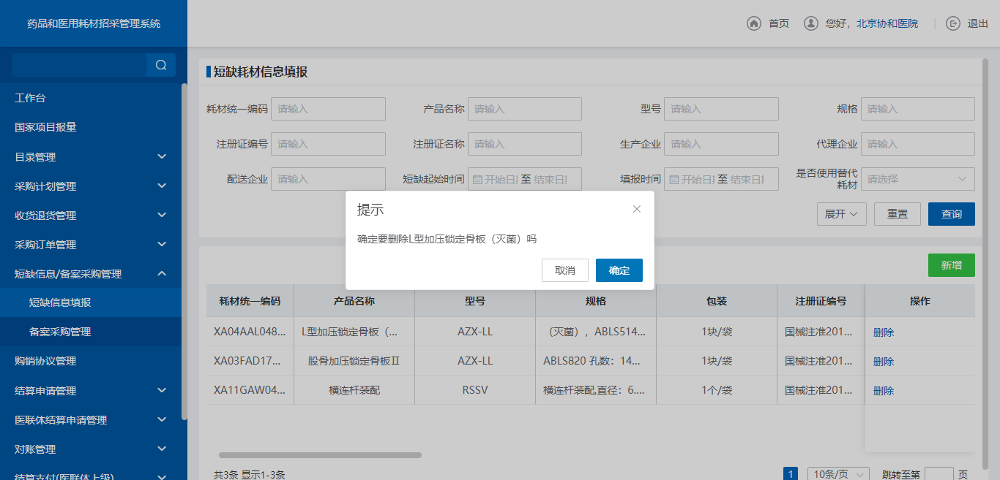 药品和医用耗材招采管理系统
首页
您好，北京协和医院
退出
工作台
国家项目报量
目录管理
采购计划管理
收货退货管理
采购订单管理
短缺信息/备案采购管理
短缺信息填报
备案采购管理
购销协议管理
结算申请管理
医联体结算申请管理
对账管理
结算支付(医联体上级)
短缺耗材信息填报
耗材统一编码 请输入 产品名称 请输入 型号 请输入 规格 请输入
注册证编号 请输入 注册证名称 请输入 生产企业 请输入 代理企业 请输入
配送企业 请输入 短缺起始时间 开始日期 至 结束日期 填报时间 开始日期 至 结束日期 是否使用替代
耗材 请选择
展开 重置 查询
提示
确定要删除L型加压锁定骨板（灭菌）吗
取消 确定
新增
耗材统一编码 产品名称 型号 规格 包装 注册证编号 操作
XA04AAL048... L型加压锁定骨板（... AZX-LL （灭菌），ABLS514... 1块/袋 国械注准201... 删除
XA03FAD17... 股骨加压锁定骨板Ⅱ AZX-LL ABLS820 孔数：14... 1块/袋 国械注准201... 删除
XA11GAW04... 横连杆装配 RSSV 横连杆装配,直径：6.... 1个/袋 国械注准201... 删除
共3条 显示1-3条
1 10条/页 跳转至第 页